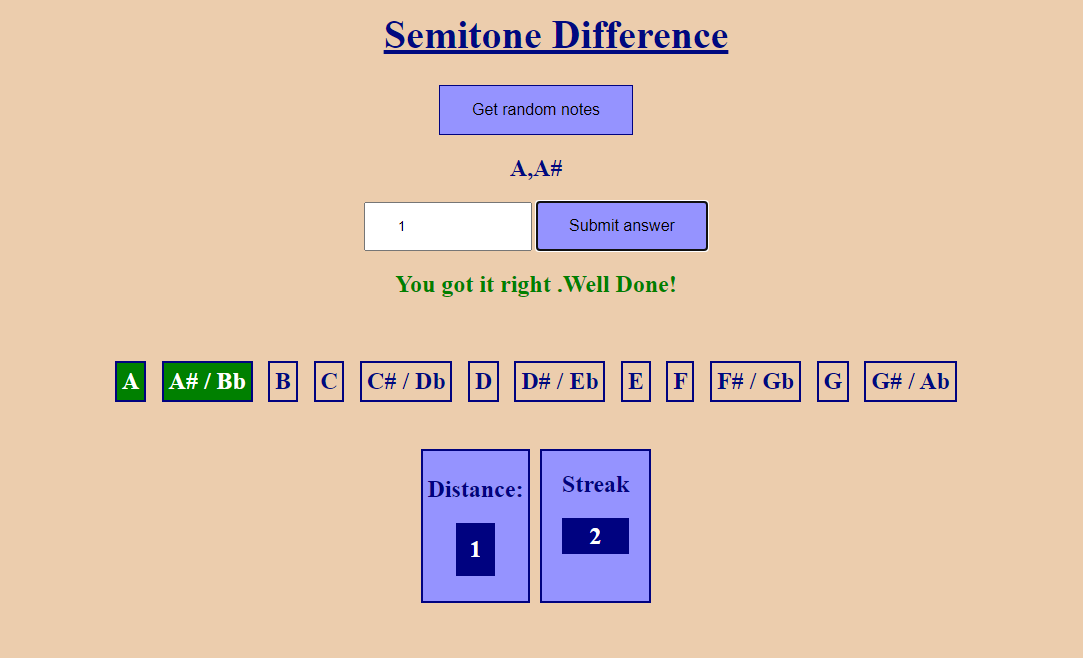 Semitone Difference
Get random notes
A,A#
1 Submit answer
You got it right .Well Done!
A A# / Bb B C C# / Db D D# / Eb E F F# / Gb G G# / Ab
Distance: Streak
1 2